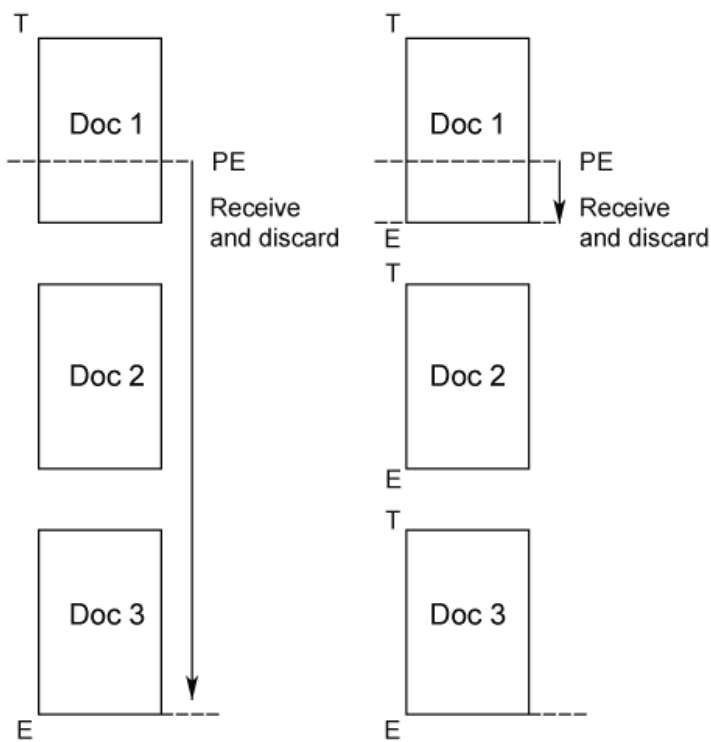 T
Doc 1
PE
Receive
and discard
Doc 2
Doc 3
E
T
Doc 1
PE
Receive
and discard
E
T
Doc 2
E
T
Doc 3
E